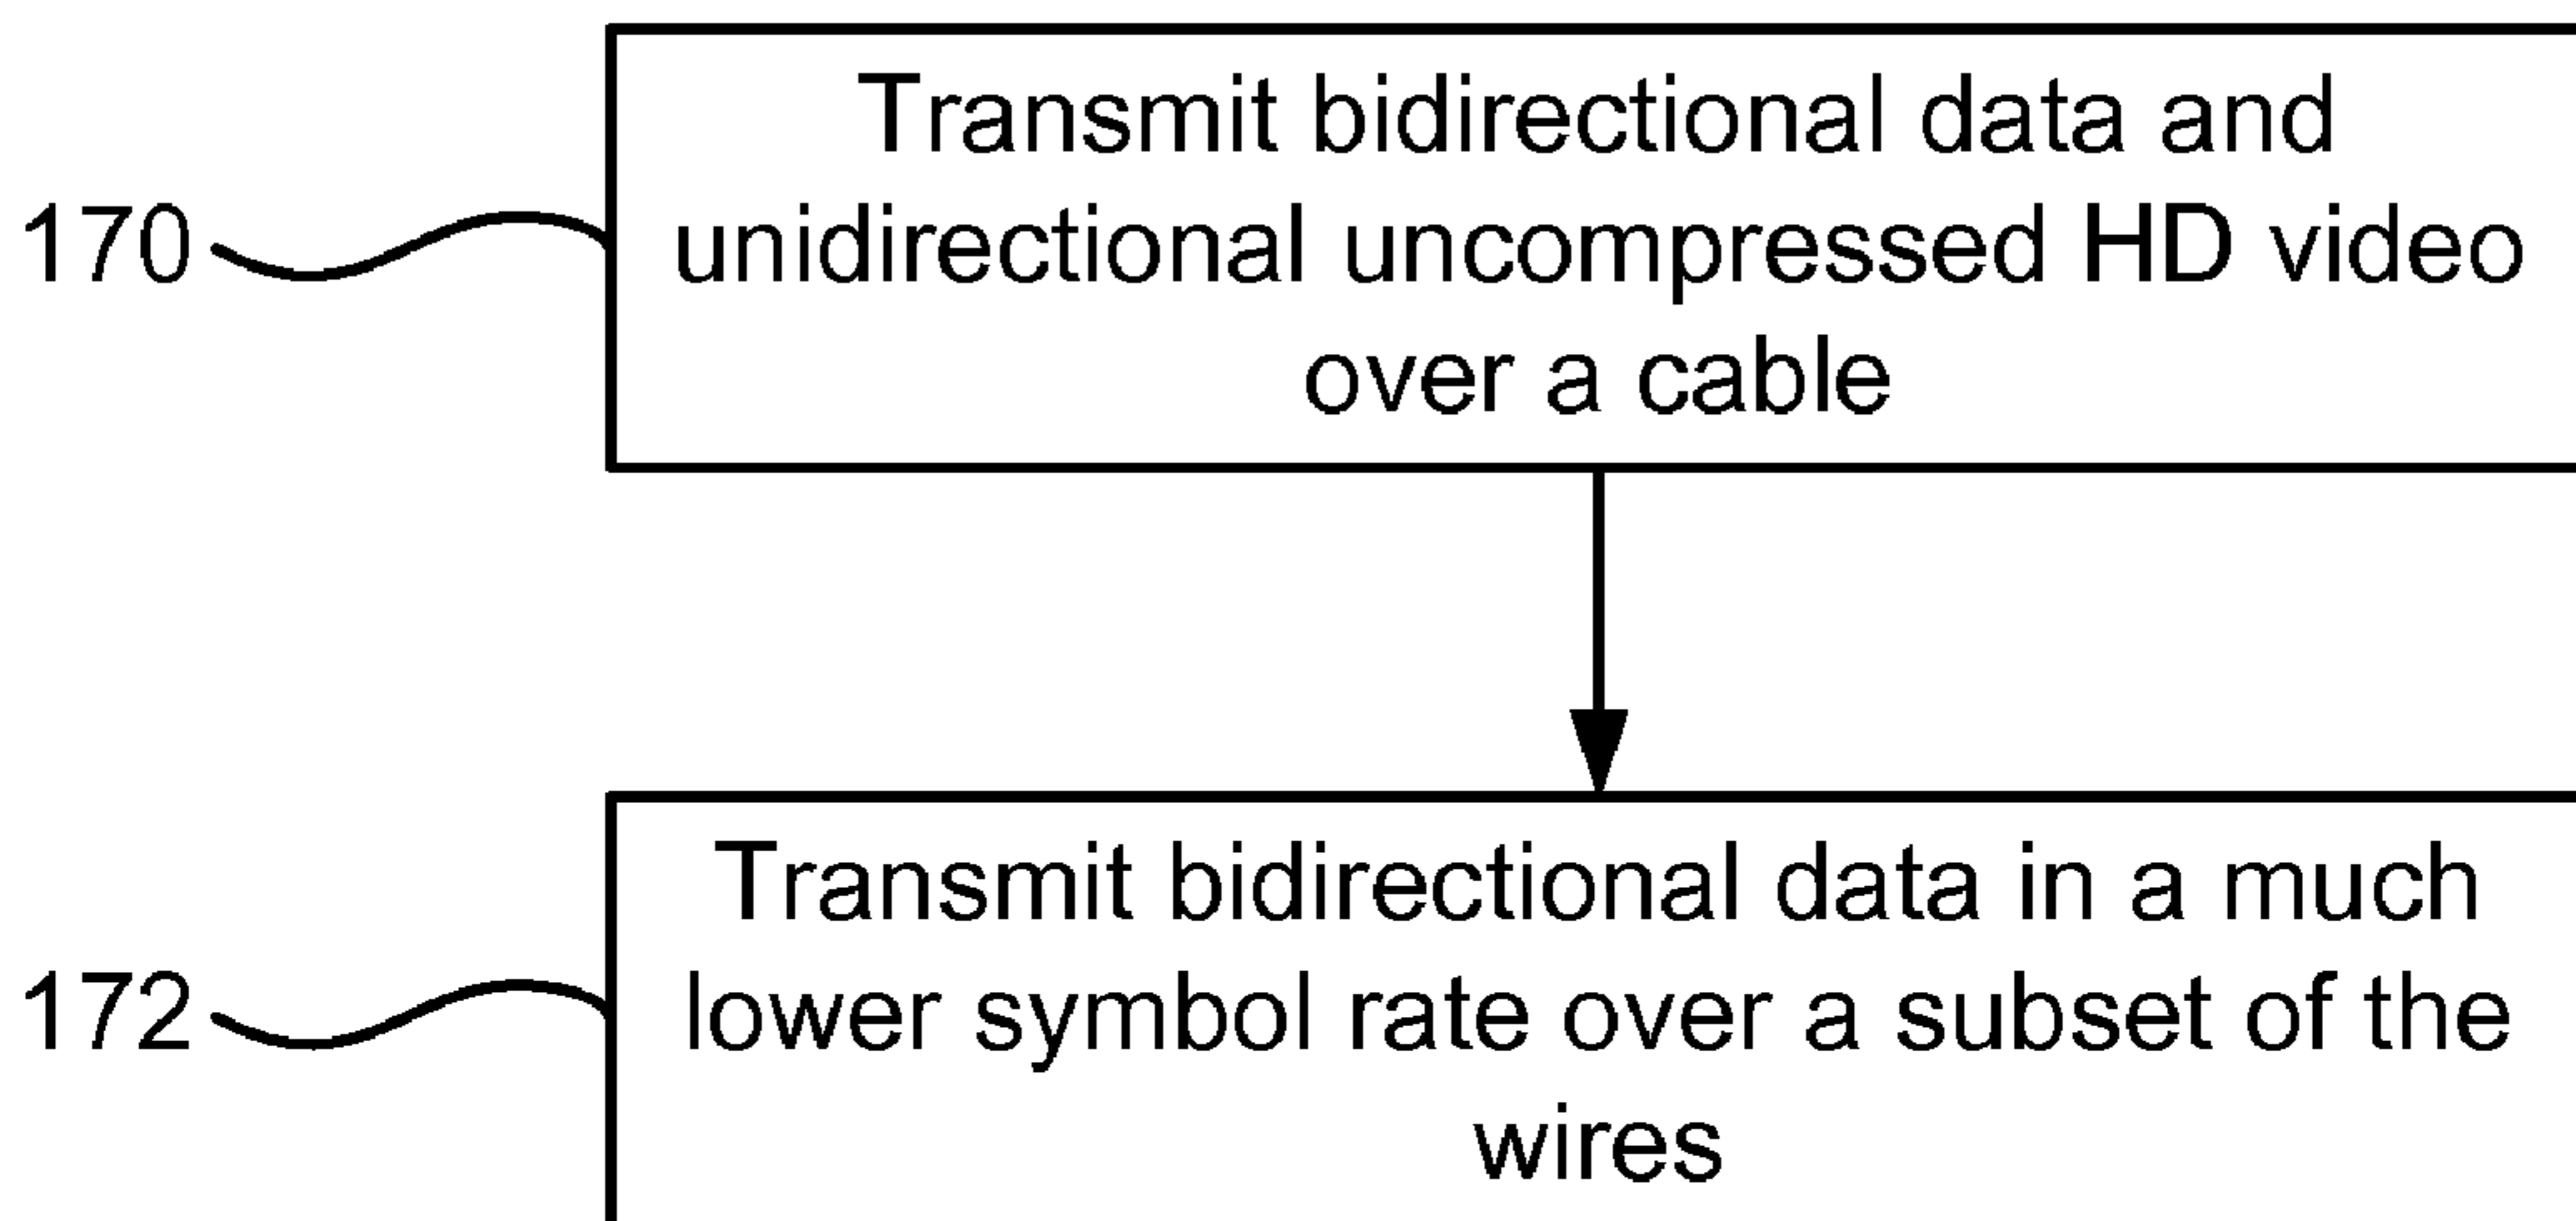 Transmit bidirectional data and
170
unidirectional uncompressed HD video
over a cable
Transmit bidirectional data in a much
172
lower symbol rate over a subset of the
wires